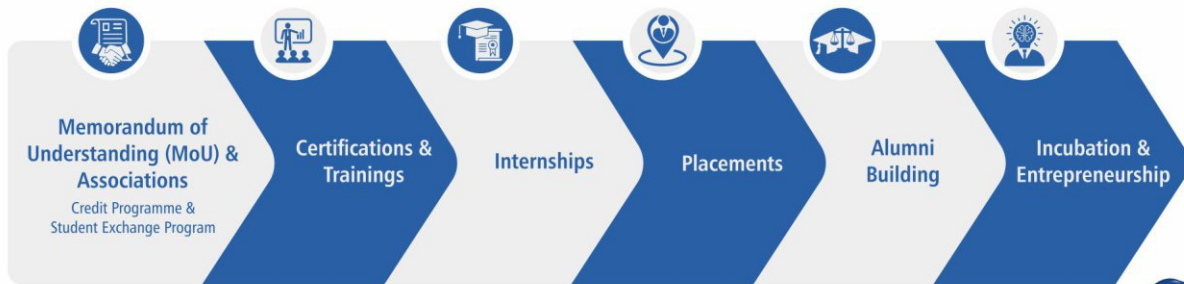 Memorandum of
Understanding (MoU) &
Associations
Credit Programme &
Student Exchange Program
Certifications &
Trainings
Internships
Placements
Alumni
Building
Incubation &
Entrepreneurship